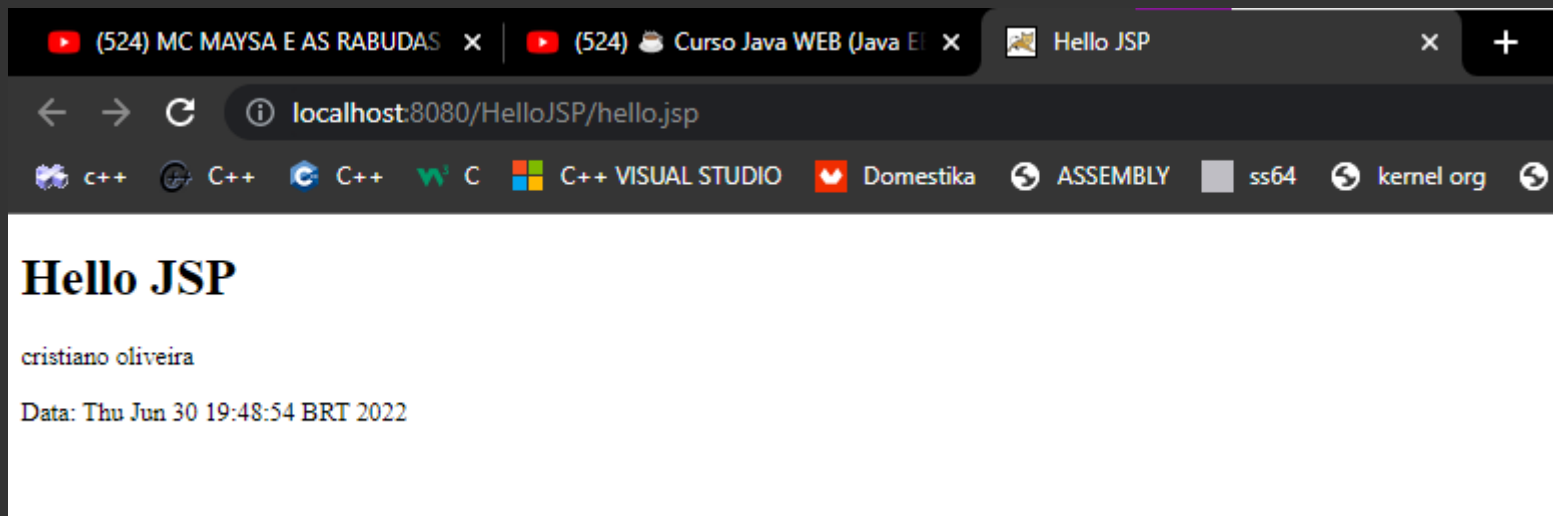 (524) MC MAYSA E AS RABUDAS
(524) ☕ Curso Java WEB (Java EE
Hello JSP
localhost:8080/HelloJSP/hello.jsp
c++ C++ C++ C C++ VISUAL STUDIO Domestika ASSEMBLY ss64 kernel org
Hello JSP
cristiano oliveira
Data: Thu Jun 30 19:48:54 BRT 2022